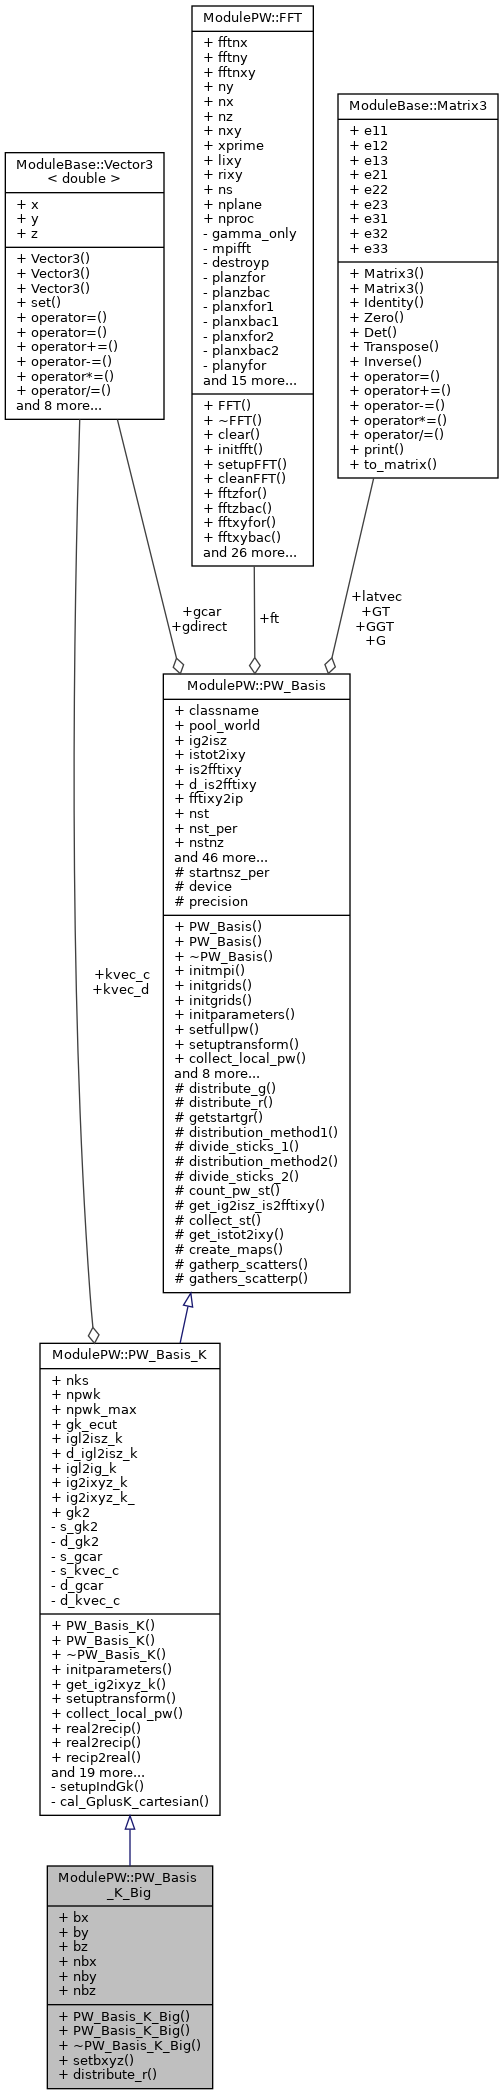 ModulePW::FFT
+ fftnx
+ fftny
+ fftnxy
+ ny
+ nx
+ nz
+ nxy
+ xprime
+ lixy
+ rixy
+ ns
+ nplane
+ nproc
- gamma_only
- mpifft
- destroyp
- planzfor
- planzbac
- planxfor1
- planxbac1
- planxfor2
- planxbac2
- planyfor
and 15 more...
+ FFT()
+ ~FFT()
+ clear()
+ initfft()
+ setupFFT()
+ cleanFFT()
+ fftzfor()
+ fftzbac()
+ fftxyfor()
+ fftxybac()
and 26 more...
ModuleBase::Matrix3
+ e11
+ e12
+ e13
+ e21
+ e22
+ e23
+ e31
+ e32
+ e33
+ Matrix3()
+ Matrix3()
+ Identity()
+ Zero()
+ Det()
+ Transpose()
+ Inverse()
+ operator=()
+ operator+=()
+ operator-=()
+ operator*=()
+ operator/=()
+ print()
+ to_matrix()
ModuleBase::Vector3
< double >
+ x
+ y
+ z
+ Vector3()
+ Vector3()
+ Vector3()
+ set()
+ operator=()
+ operator=()
+ operator+=()
+ operator-=()
+ operator*=()
+ operator/=()
and 8 more...
+gcar
+gdirect
+ft
+latvec
+GT
+GGT
+G
ModulePW::PW_Basis
+ classname
+ pool_world
+ ig2isz
+ istot2ixy
+ is2fftixy
+ d_is2fftixy
+ fftixy2ip
+ nst
+ nst_per
+ nstnz
and 46 more...
# startnsz_per
# device
# precision
+ PW_Basis()
+ PW_Basis()
+ ~PW_Basis()
+ initmpi()
+ initgrids()
+ initgrids()
+ initparameters()
+ setfullpw()
+ setuptransform()
+ collect_local_pw()
and 8 more...
# distribute_g()
# distribute_r()
# getstartgr()
# distribution_method1()
# divide_sticks_1()
# distribution_method2()
# divide_sticks_2()
# count_pw_st()
# get_ig2isz_is2fftixy()
# collect_st()
# get_istot2ixy()
# create_maps()
# gatherp_scatters()
# gathers_scatterp()
+kvec_c
+kvec_d
ModulePW::PW_Basis_K
+ nks
+ npwk
+ npwk_max
+ gk_ecut
+ igl2isz_k
+ d_igl2isz_k
+ igl2ig_k
+ ig2ixyz_k
+ ig2ixyz_k_
+ gk2
- s_gk2
- d_gk2
- s_gcar
- s_kvec_c
- d_gcar
- d_kvec_c
+ PW_Basis_K()
+ PW_Basis_K()
+ ~PW_Basis_K()
+ initparameters()
+ get_ig2ixyz_k()
+ setuptransform()
+ collect_local_pw()
+ real2recip()
+ real2recip()
+ recip2real()
and 19 more...
- setupIndGk()
- cal_GplusK_cartesian()
ModulePW::PW_Basis
_K_Big
+ bx
+ by
+ bz
+ nbx
+ nby
+ nbz
+ PW_Basis_K_Big()
+ PW_Basis_K_Big()
+ ~PW_Basis_K_Big()
+ setbxyz()
+ distribute_r()